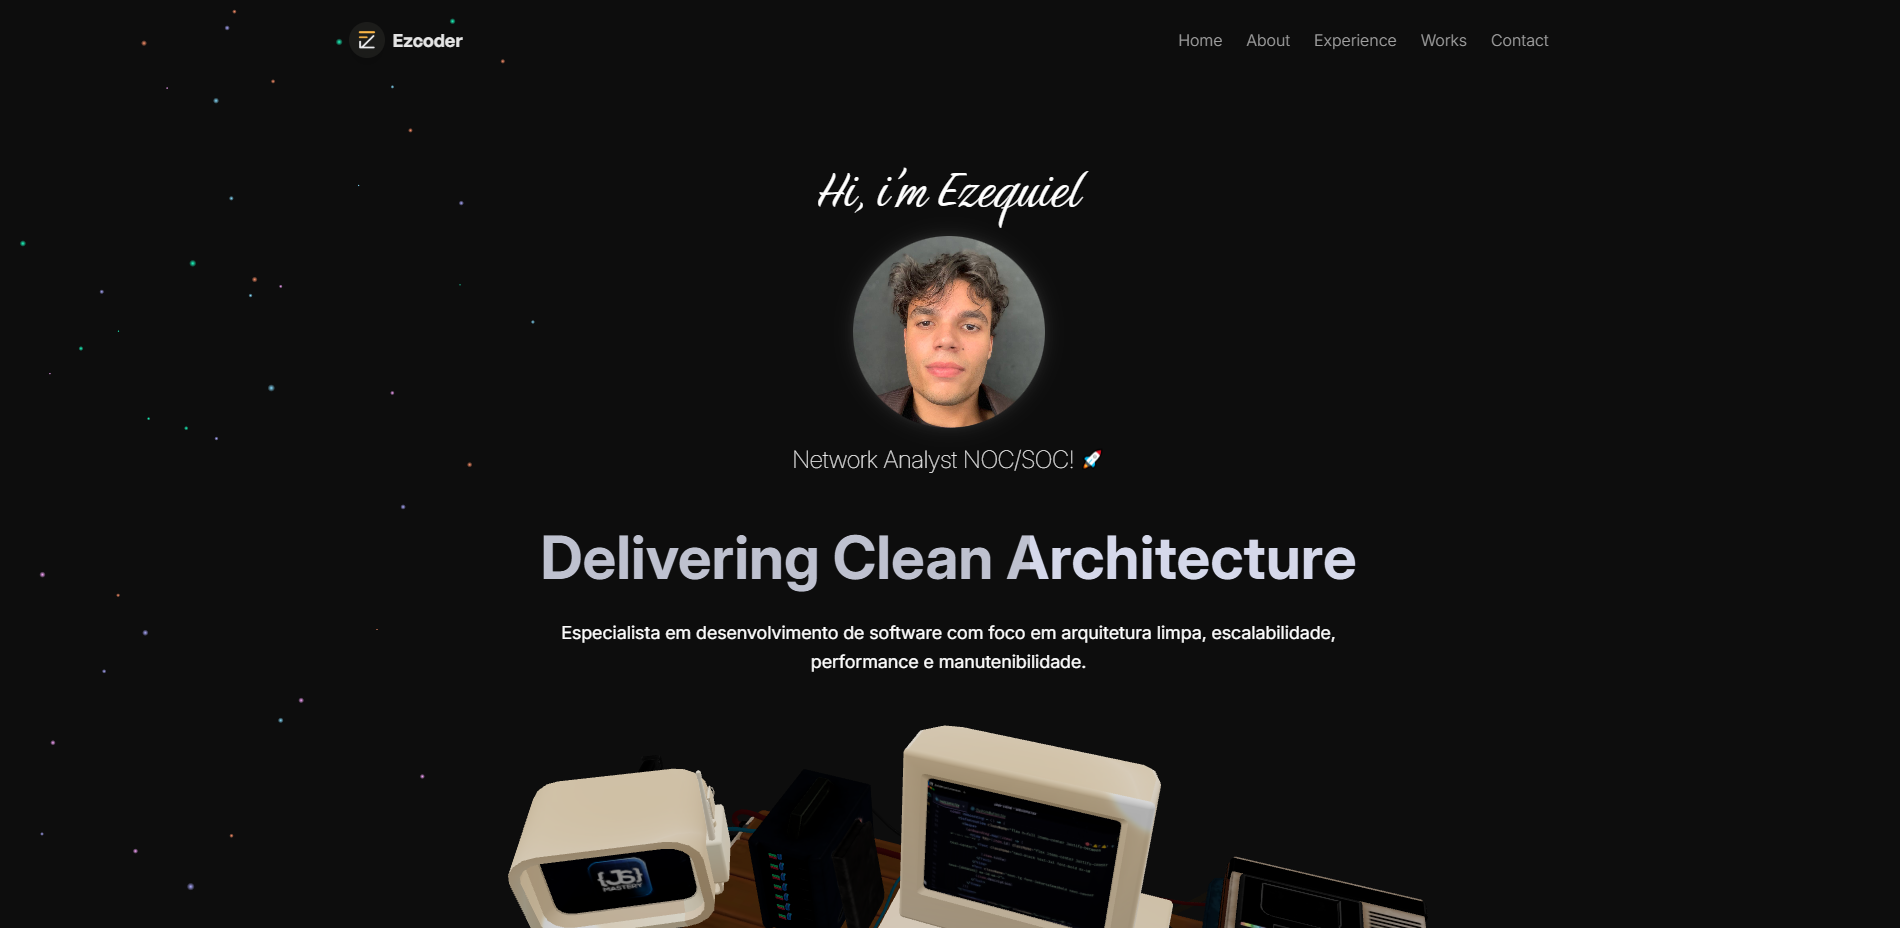 Ezcoder
Home About Experience Works Contact
Hi, i'm Ezequiel
Network Analyst NOC/SOC! 🚀
Delivering Clean Architecture
Especialista em desenvolvimento de software com foco em arquitetura limpa, escalabilidade,
performance e manutenibilidade.
{JS}
MASTERY